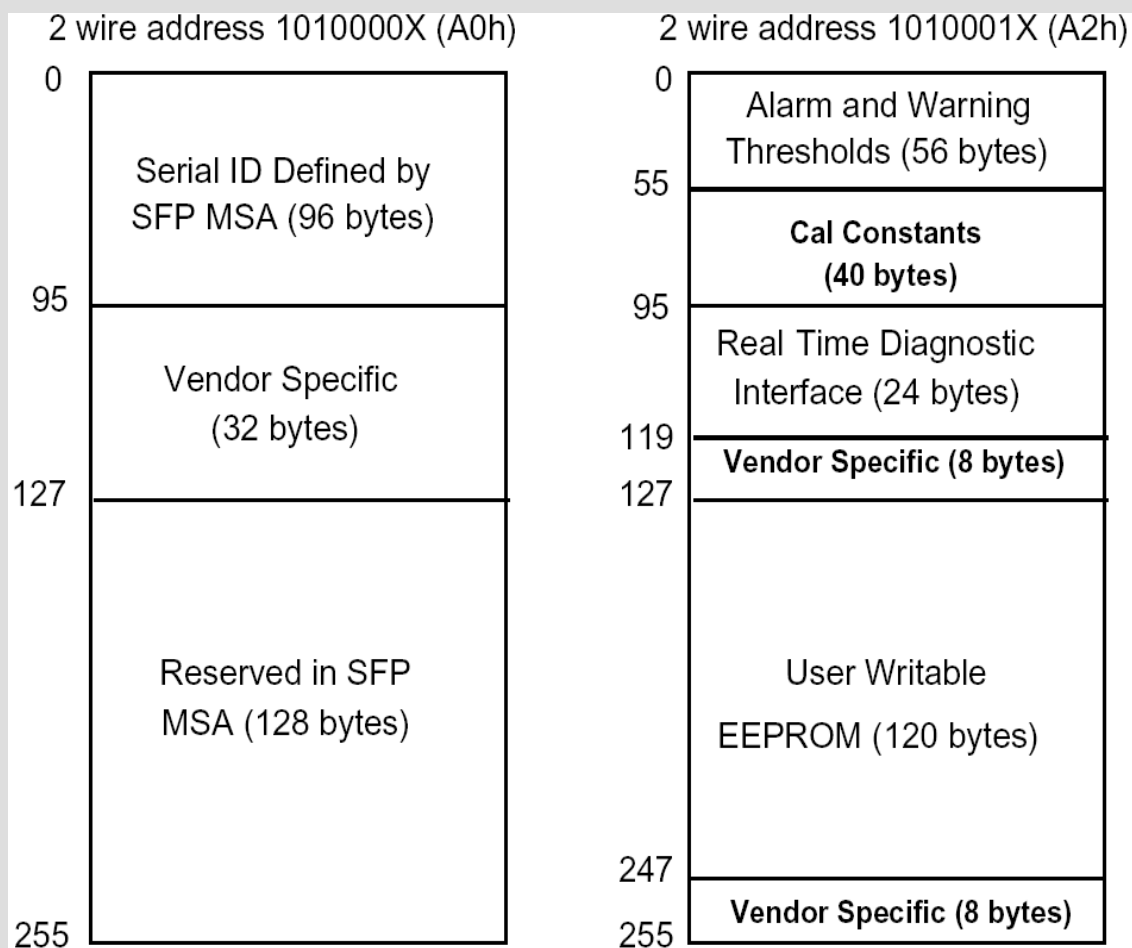 2 wire address 1010000X (A0h)
0
Serial ID Defined by
SFP MSA (96 bytes)
95
Vendor Specific
(32 bytes)
127
Reserved in SFP
MSA (128 bytes)
255
2 wire address 1010001X (A2h)
0
Alarm and Warning
Thresholds (56 bytes)
55
Cal Constants
(40 bytes)
95
Real Time Diagnostic
Interface (24 bytes)
119
Vendor Specific (8 bytes)
127
User Writable
EEPROM (120 bytes)
247
Vendor Specific (8 bytes)
255